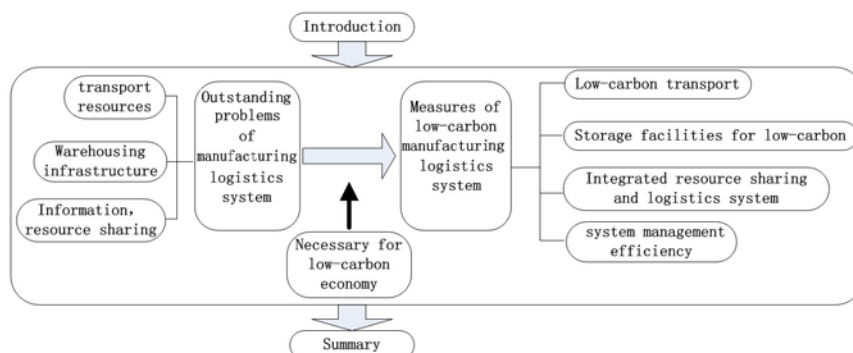 Introduction
transport
resources
Warehousing
infrastructure
Information,
resource sharing
Outstanding
problems
of
manufacturing
logistics
system
Necessary for
low-carbon
economy
Measures of
low-carbon
manufacturing
logistics
system
Low-carbon transport
Storage facilities for low-carbon
Integrated resource sharing
and logistics system
system management
efficiency
Summary